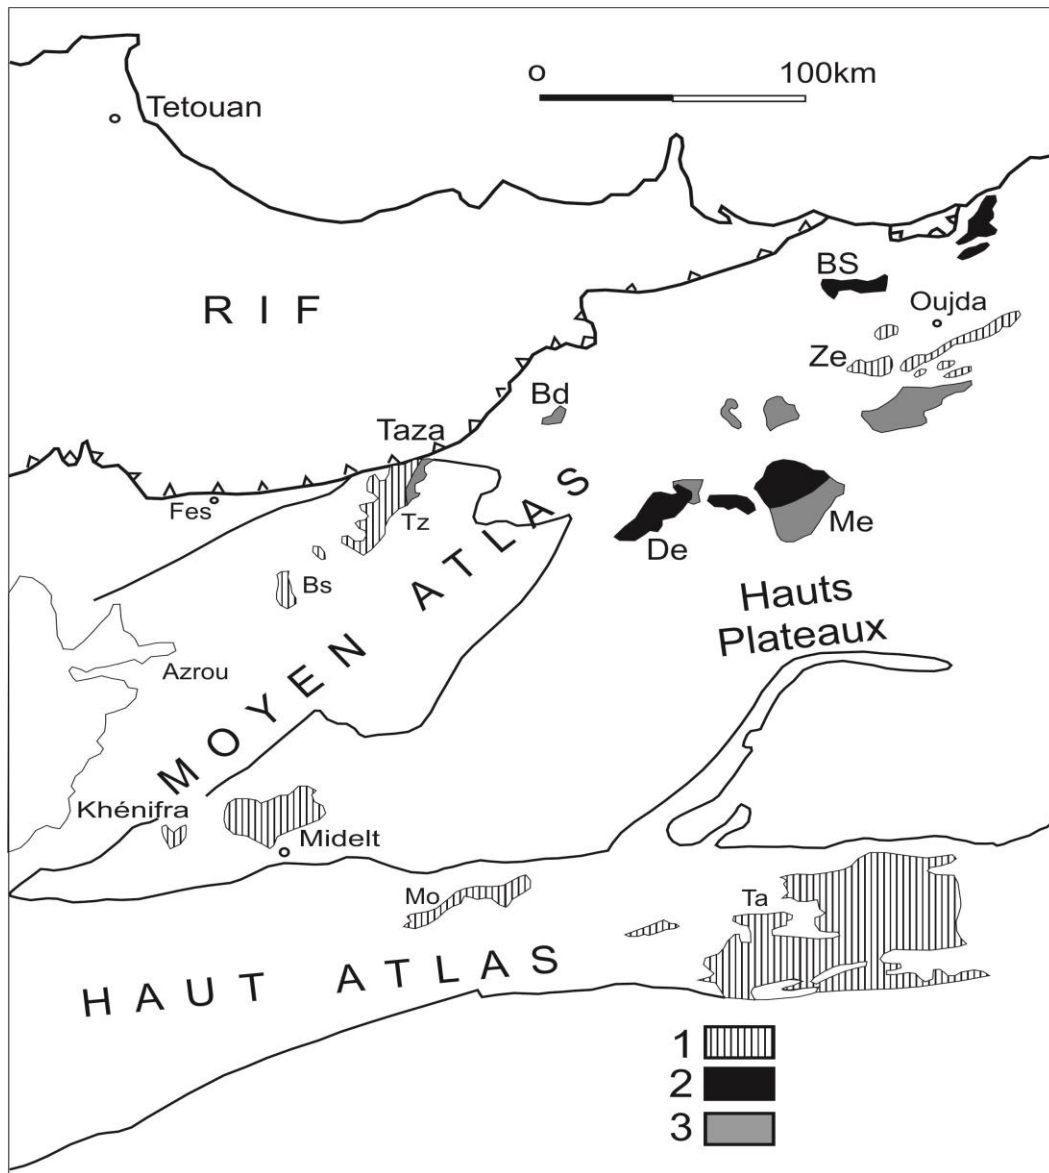 o 100km
Tetouan
BS
RIF
Oujda
Ze
Bd
Taza
Fes
Tz
De
Me
Bs
MOYEN ATLAS
Hauts
Plateaux
Azrou
Khénifra
Midelt
Mo
Ta
HAUT ATLAS
1
2
3